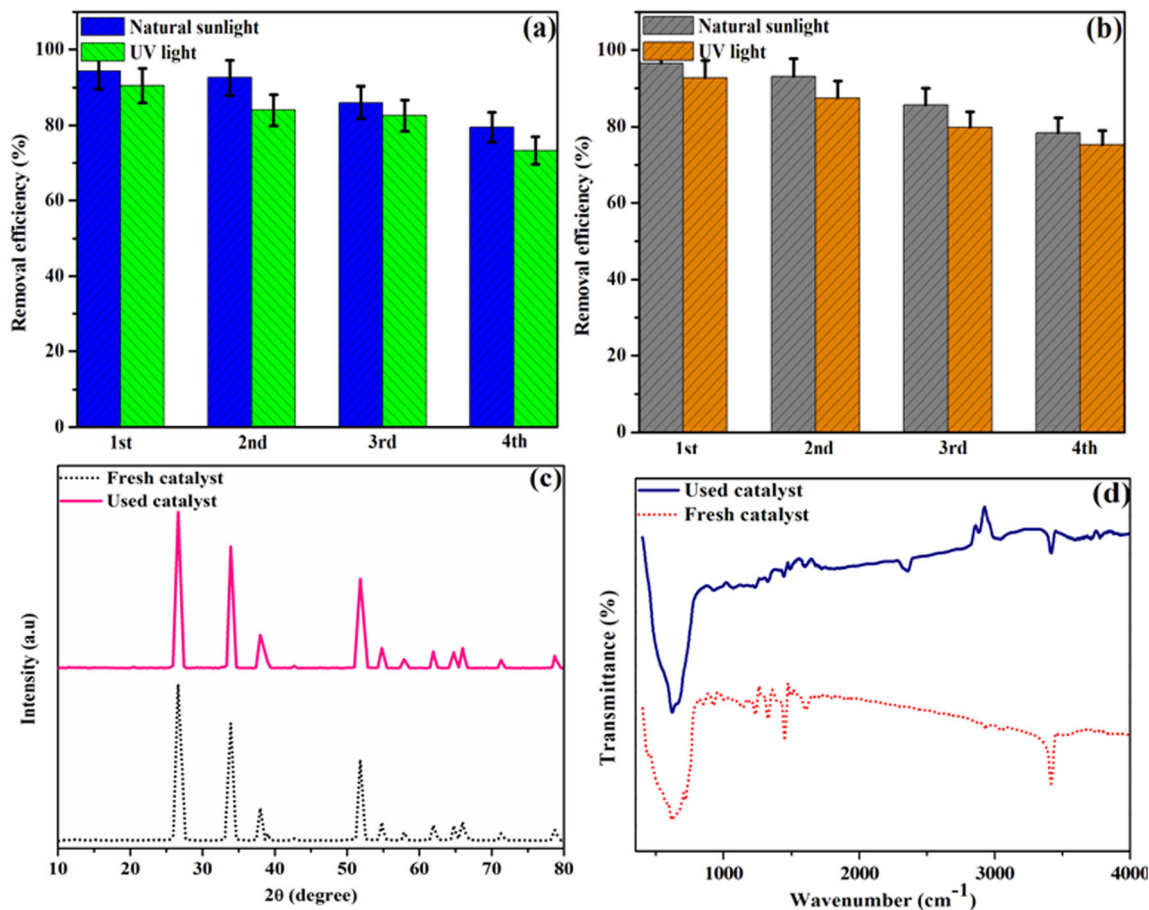 (a)
Natural sunlight
UV light
Removal efficiency (%)
100
80
60
40
20
0
1st 2nd 3rd 4th
(b)
Natural sunlight
UV light
Removal efficiency (%)
100
80
60
40
20
0
1st 2nd 3rd 4th
(c)
Fresh catalyst
Used catalyst
Intensity (a.u)
10 20 30 40 50 60 70 80
2θ (degree)
(d)
Used catalyst
Fresh catalyst
Transmittance (%)
1000 2000 3000 4000
Wavenumber (cm⁻¹)